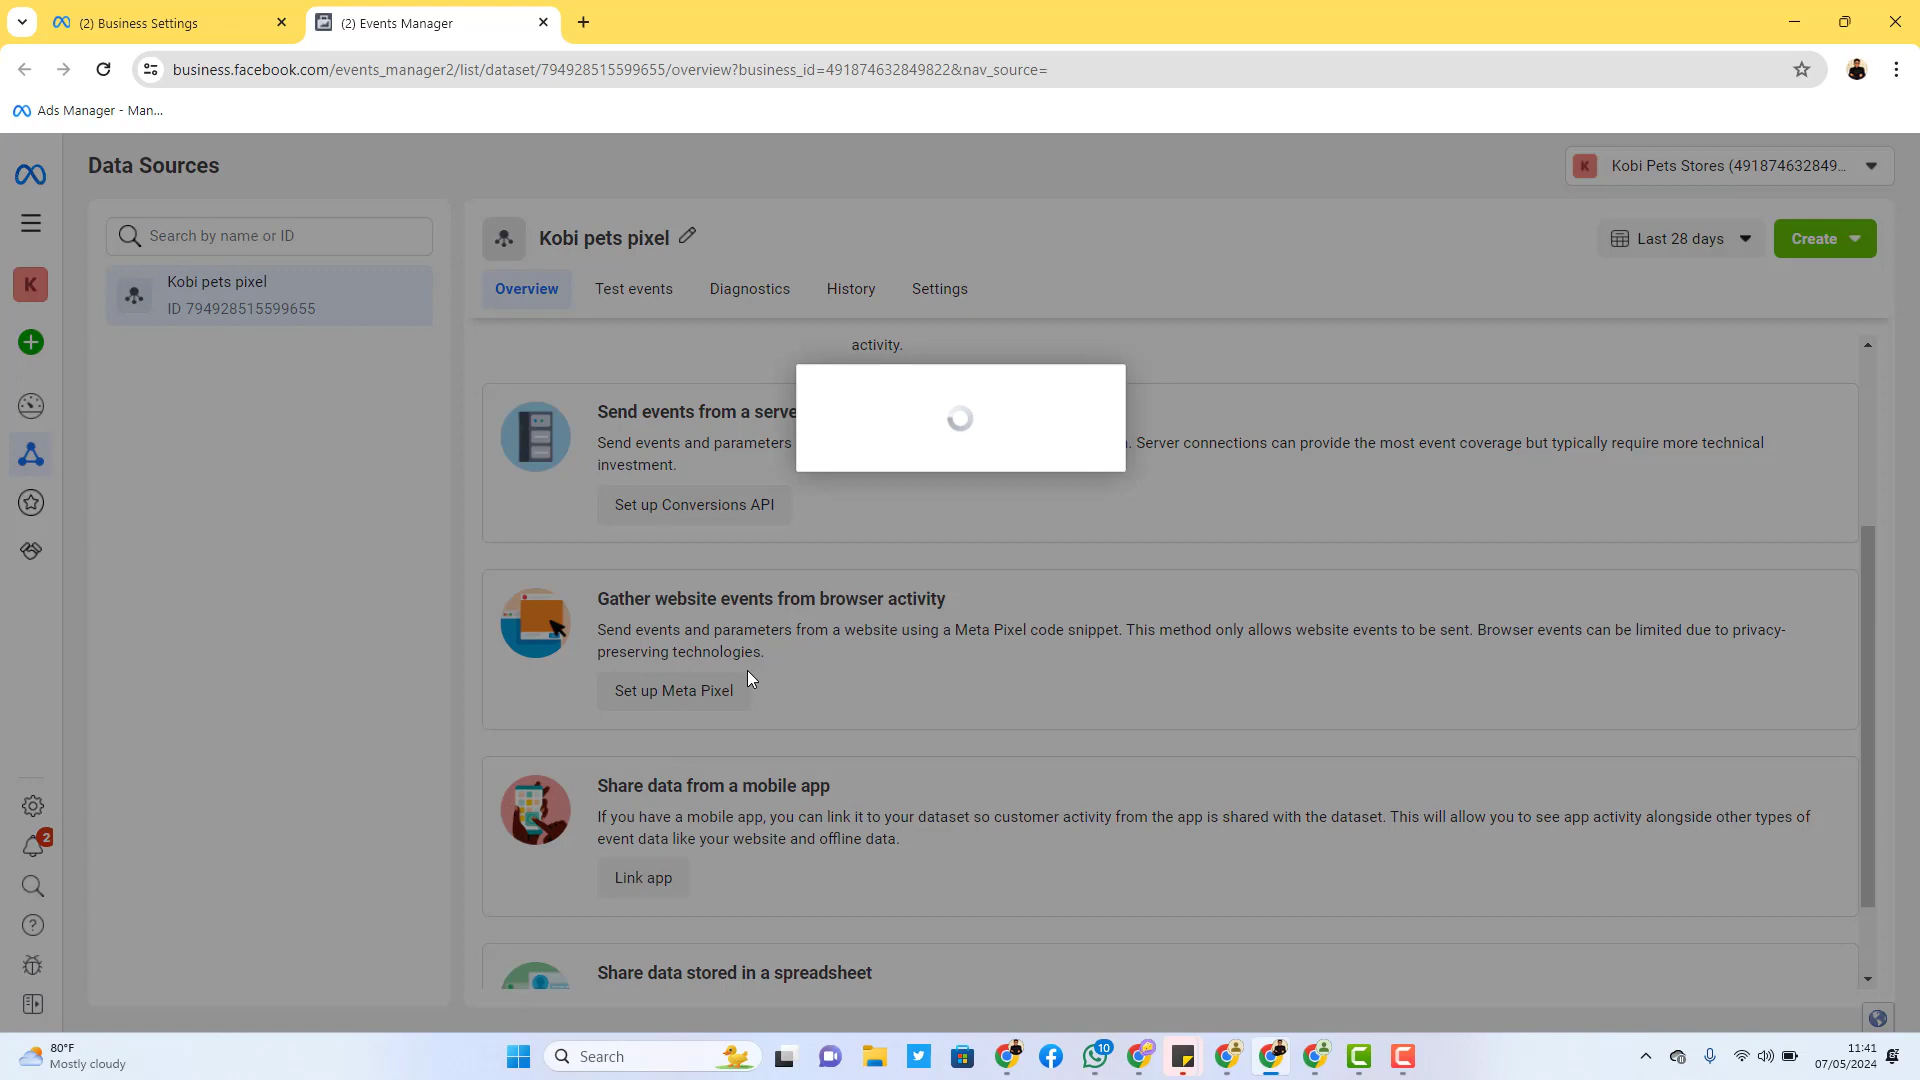 (2) Business Settings
(2) Events Manager
business.facebook.com/events_manager2/list/dataset/794928515599655/overview?business_id=491874632849822&nav_source=
Ads Manager - Man...
Data Sources
K
Kobi Pets Stores (491874632849...
Search by name or ID
Kobi pets pixel
ID 794928515599655
K
Kobi pets pixel
Last 28 days
Create
Overview
Test events
Diagnostics
History
Settings
activity.
Send events from a serve
Send events and parameters
. Server connections can provide the most event coverage but typically require more technical
investment.
Set up Conversions API
Gather website events from browser activity
Send events and parameters from a website using a Meta Pixel code snippet. This method only allows website events to be sent. Browser events can be limited due to privacy-
preserving technologies.
Set up Meta Pixel
Share data from a mobile app
If you have a mobile app, you can link it to your dataset so customer activity from the app is shared with the dataset. This will allow you to see app activity alongside other types of
event data like your website and offline data.
Link app
Share data stored in a spreadsheet
2
80°F
Mostly cloudy
Search
10
11:41
07/05/2024